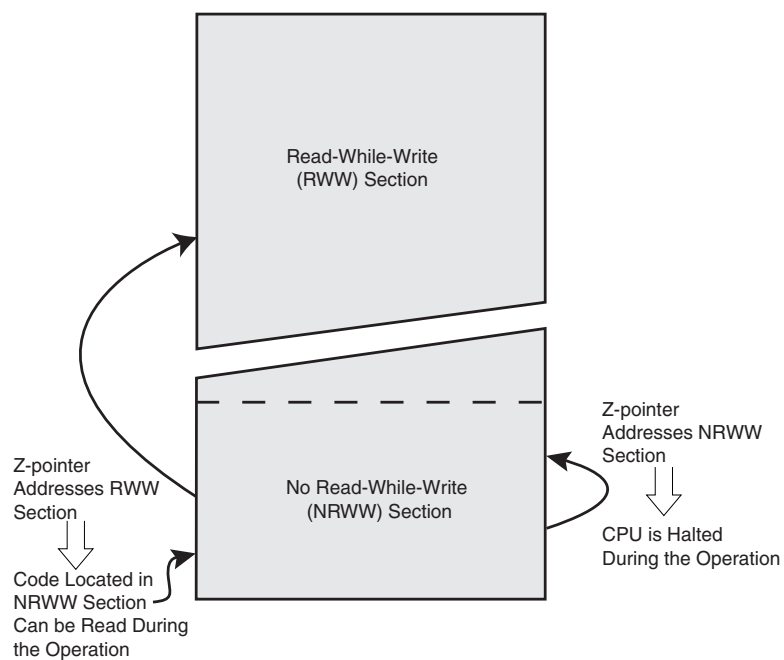 Read-While-Write
(RWW) Section
Z-pointer
Addresses NRWW
Section
Z-pointer
Addresses RWW
Section
No Read-While-Write
(NRWW) Section
CPU is Halted
During the Operation
Code Located in
NRWW Section
Can be Read During
the Operation